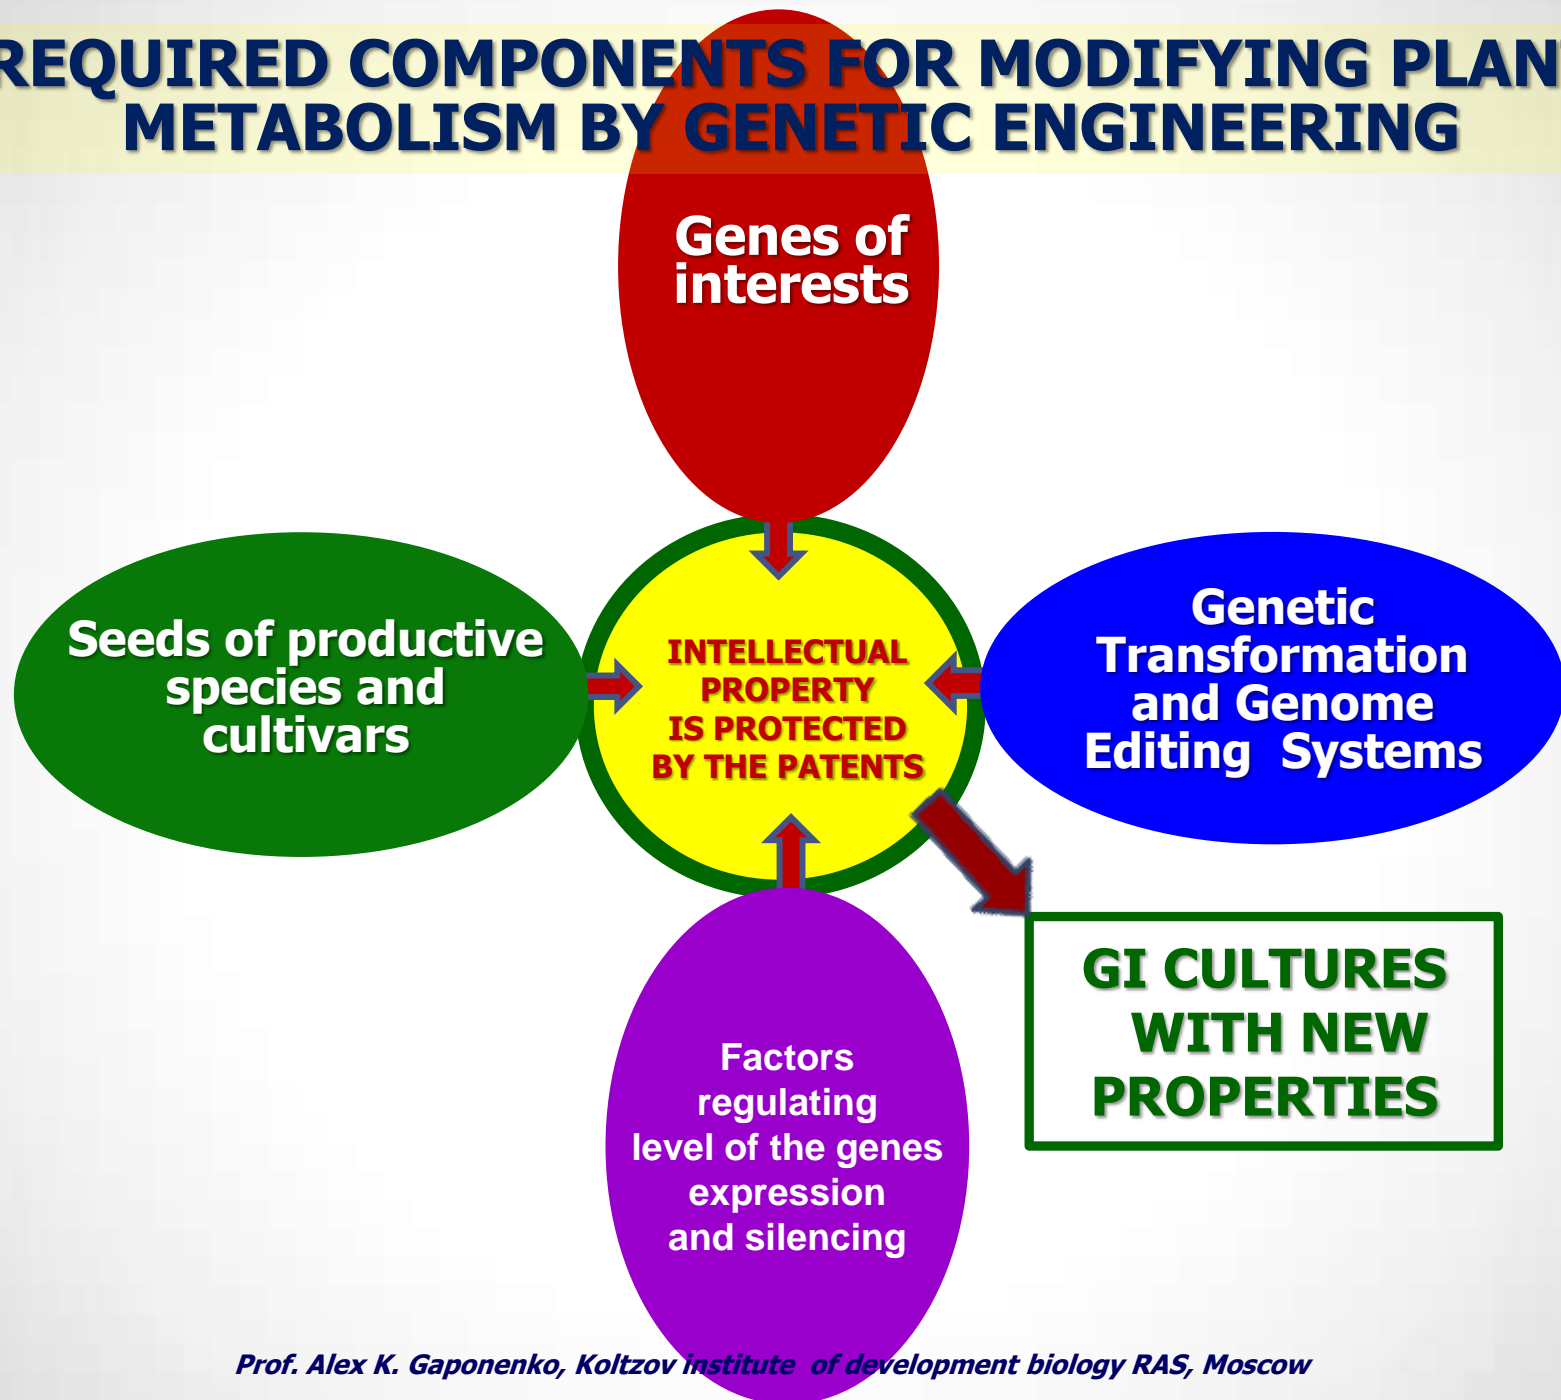 REQUIRED COMPONENTS FOR MODIFYING PLAN
METABOLISM BY GENETIC ENGINEERING
Genes of
interests
Seeds of productive
species and
cultivars
INTELLECTUAL
PROPERTY
IS PROTECTED
BY THE PATENTS
Genetic
Transformation
and Genome
Editing Systems
GI CULTURES
WITH NEW
PROPERTIES
Factors
regulating
level of the genes
expression
and silencing
Prof. Alex K. Gaponenko, Koltzov institute of development biology RAS, Moscow